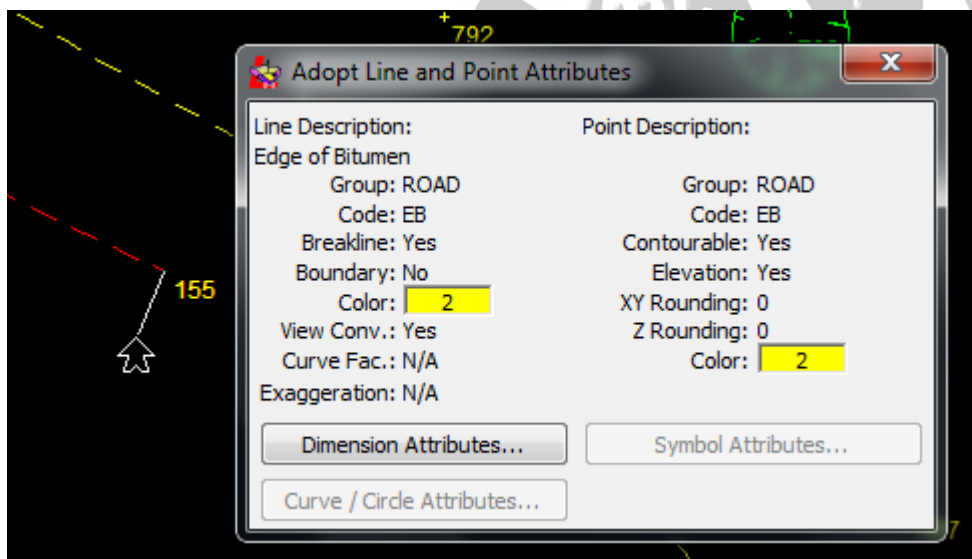 792
Adopt Line and Point Attributes
Line Description:
Point Description:
Edge of Bitumen
Group: ROAD
Group: ROAD
Code: EB
Code: EB
Breakline: Yes
Contourable: Yes
Boundary: No
Elevation: Yes
155
Color: 2
XY Rounding: 0
View Conv.: Yes
Z Rounding: 0
Curve Fac.: N/A
Color: 2
Exaggeration: N/A
Dimension Attributes...
Symbol Attributes...
Curve / Circle Attributes...
7